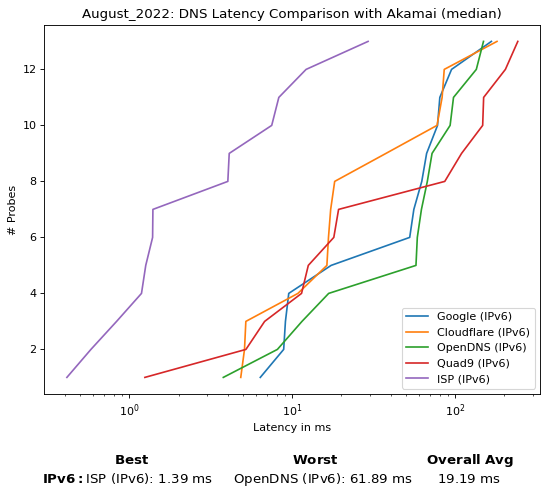 August_2022: DNS Latency Comparison with Akamai (median)
12
10
8
6
4
2
# Probes
Google (IPv6)
Cloudflare (IPv6)
OpenDNS (IPv6)
Quad9 (IPv6)
ISP (IPv6)
10⁰ 10¹ 10²
Latency in ms
Best Worst Overall Avg
IPv6: ISP (IPv6): 1.39 ms OpenDNS (IPv6): 61.89 ms 19.19 ms